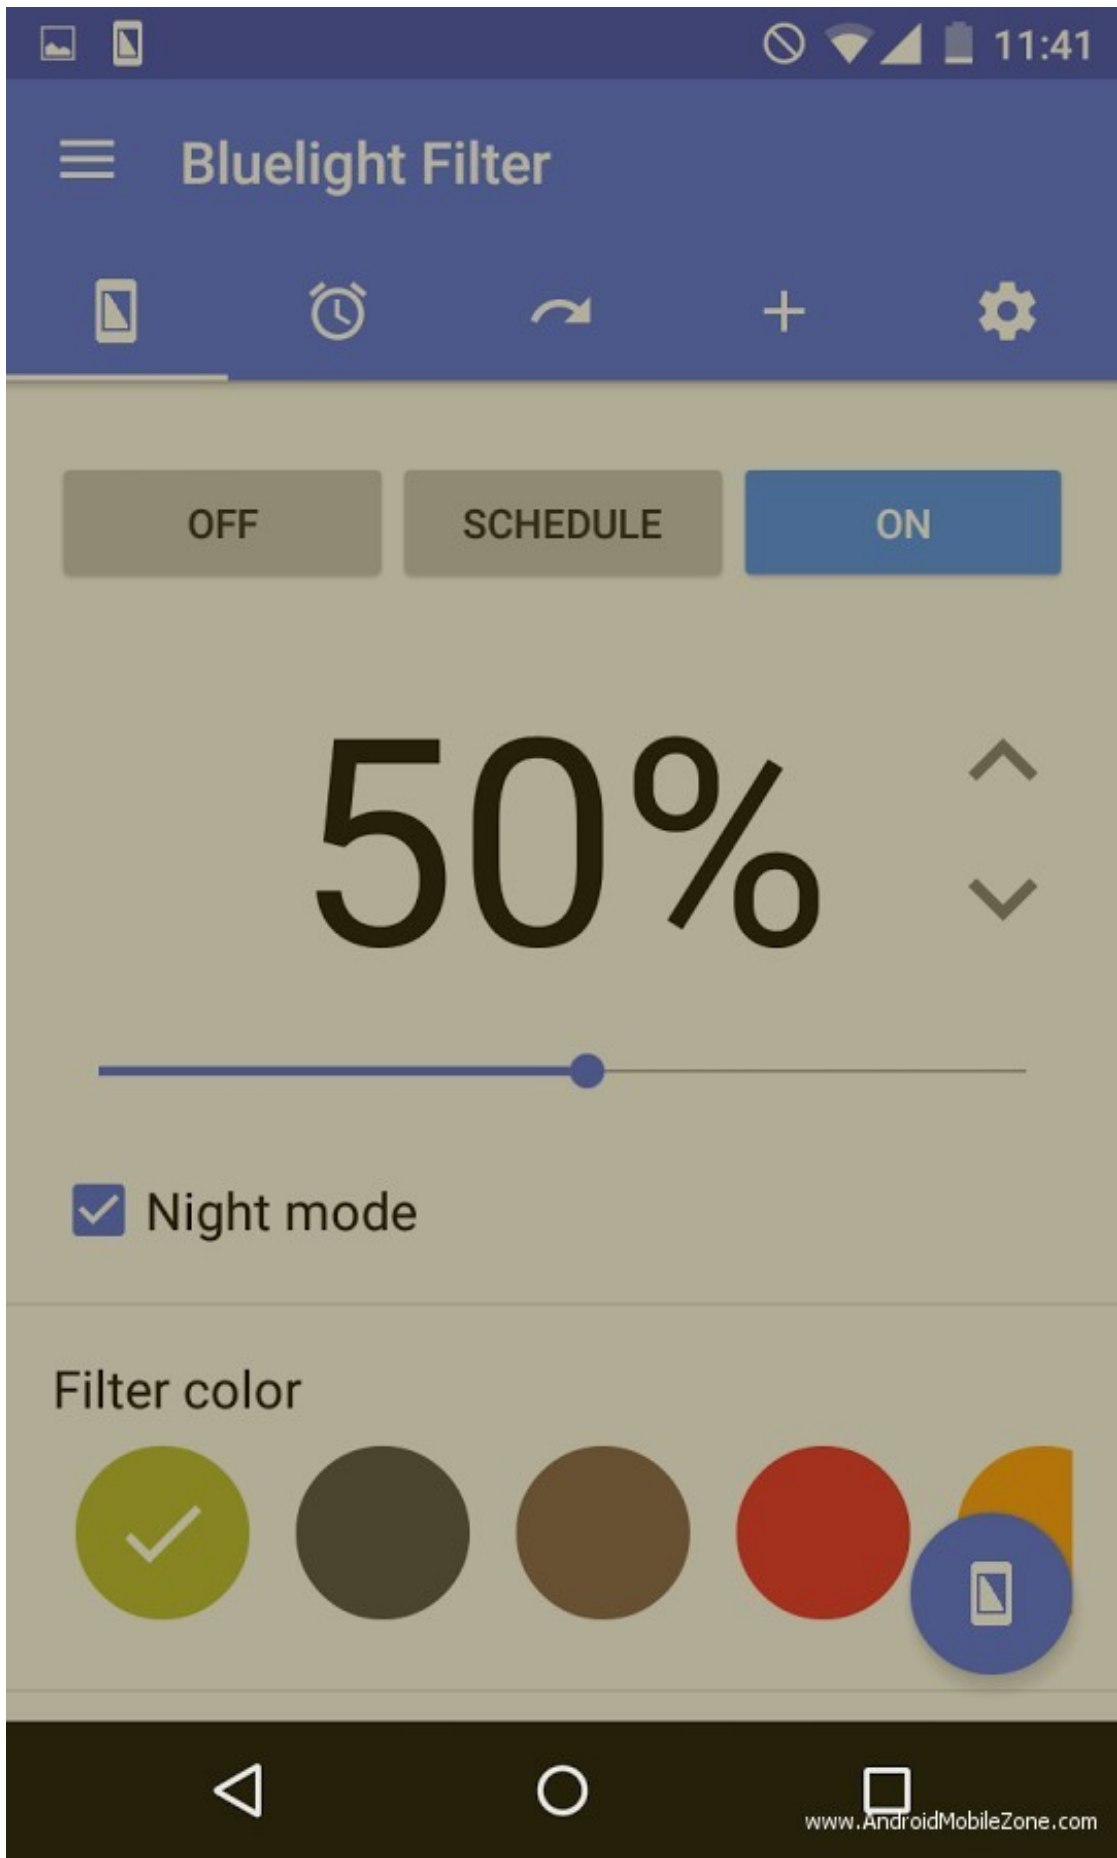 11:41
Bluelight Filter
OFF SCHEDULE ON
50%
Night mode
Filter color
www.AndroidMobileZone.com